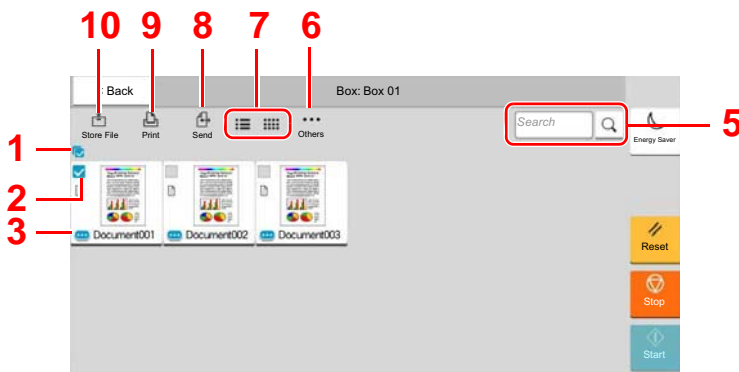 10 9 8 7 6
: Back
Box: Box 01
Store File
Print
Send
Others
Search
5
Energy Saver
1
2
3
Document001
Document002
Document003
Reset
Stop
Start